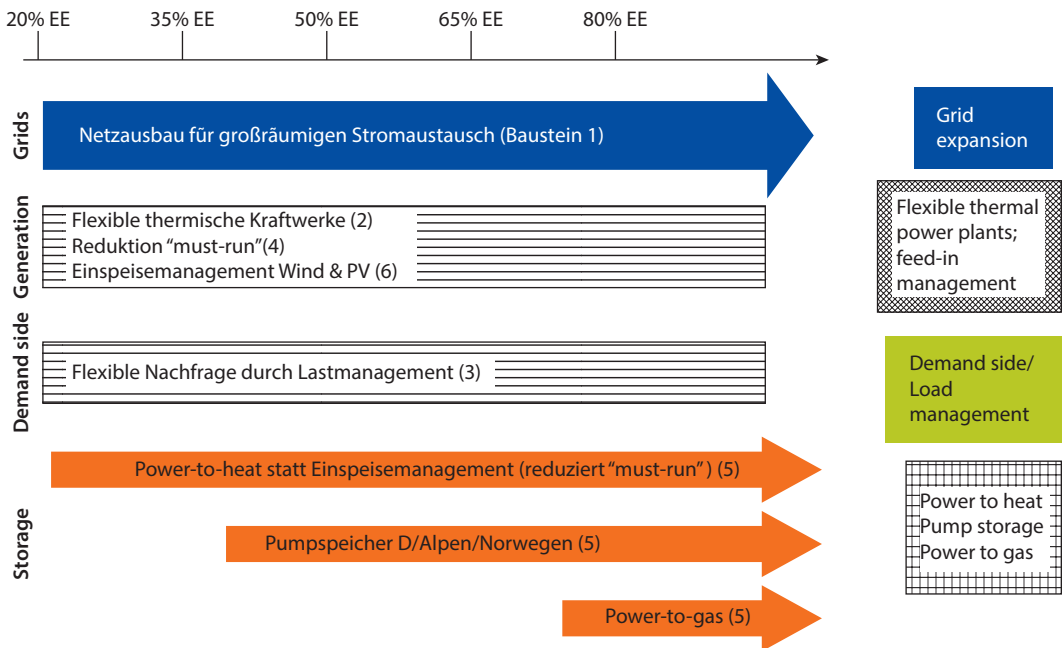 20% EE 35% EE 50% EE 65% EE 80% EE
Grids
Netzausbau für großräumigen Stromaustausch (Baustein 1)
Grid
expansion
Generation
Flexible thermische Kraftwerke (2)
Reduktion “must-run”(4)
Einspeisemanagement Wind & PV (6)
Flexible thermal
power plants;
feed-in
management
Demand side
Flexible Nachfrage durch Lastmanagement (3)
Demand side/
Load
management
Storage
Power-to-heat statt Einspeisemanagement (reduziert “must-run” ) (5)
Pumpspeicher D/Alpen/Norwegen (5)
Power-to-gas (5)
Power to heat
Pump storage
Power to gas